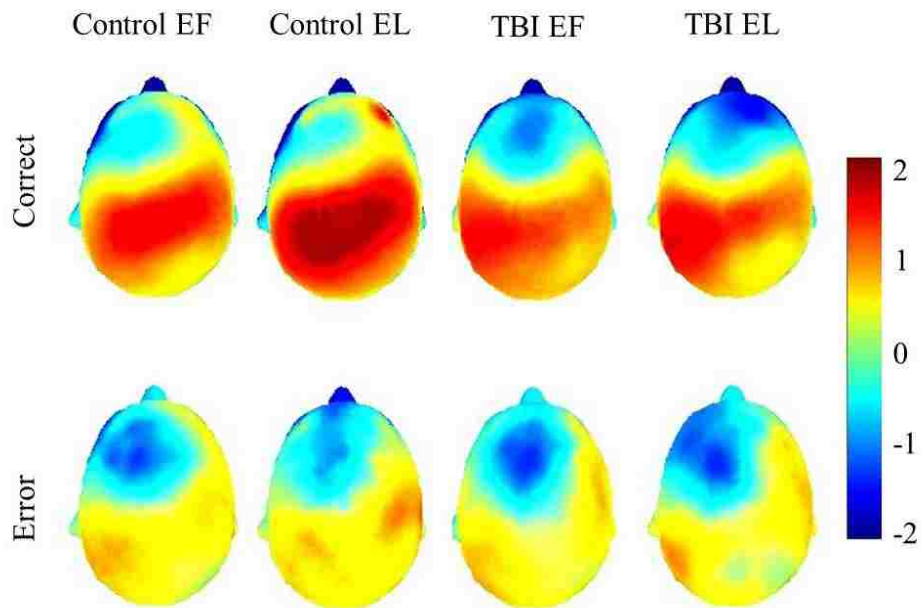 Control EF Control EL TBI EF TBI EL
Correct
2
1
0
-1
-2
Error